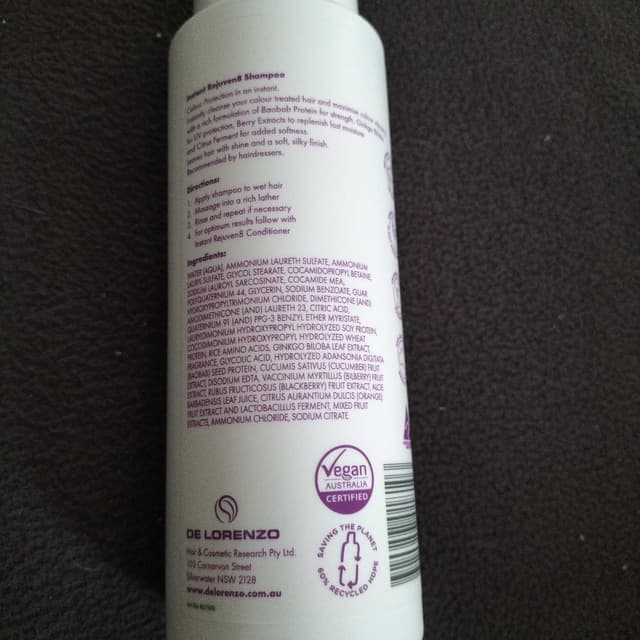 Instant Rejuven8 Shampoo
Colour Protection in an instant.
Instantly cleanse your colour treated hair and maximise colour
with a rich formulation of Baobab Protein for strength, Ginkgo Biloba
for UV protection, Berry Extracts to replenish lost moisture
and Citrus Ferment for added softness.
Leaves hair with shine and a soft, silky finish.
Recommended by hairdressers.
Directions:
1. Apply shampoo to wet hair
2. Massage into a rich lather
3. Rinse and repeat if necessary
4. For optimum results follow with
Instant Rejuven8 Conditioner
Ingredients:
WATER (AQUA), AMMONIUM LAURETH SULFATE, AMMONIUM
LAURYL SULFATE, GLYCOL STEARATE, COCAMIDOPROPYL BETAINE,
SODIUM LAUROYL SARCOSINATE, COCAMIDE MEA,
POLYQUATERNIUM 44, GLYCERIN, SODIUM BENZOATE, GUAR
HYDROXYPROPYLTRIMONIUM CHLORIDE, DIMETHICONE (AND)
AMODIMETHICONE (AND) LAURETH 23, CITRIC ACID,
QUATERNIUM 91 (AND) PPG-3 BENZYL ETHER MYRISTATE,
LAURYLDIMONIUM HYDROXYPROPYL HYDROLYZED SOY PROTEIN,
COCODIMONIUM HYDROXYPROPYL HYDROLYZED WHEAT
PROTEIN, RICE AMINO ACIDS, GINKGO BILOBA LEAF EXTRACT,
FRAGRANCE, GLYCOLIC ACID, HYDROLYZED ADANSONIA DIGITATA
(BAOBAB) SEED PROTEIN, CUCUMIS SATIVUS (CUCUMBER) FRUIT
EXTRACT, DISODIUM EDTA, VACCINIUM MYRTILLUS (BILBERRY) FRUIT
EXTRACT, RUBUS FRUCTICOSUS (BLACKBERRY) FRUIT EXTRACT, ALOE
BARBADENSIS LEAF JUICE, CITRUS AURANTIUM DULCIS (ORANGE)
FRUIT EXTRACT AND LACTOBACILLUS FERMENT, MIXED FRUIT
EXTRACTS, AMMONIUM CHLORIDE, SODIUM CITRATE.
Vegan
AUSTRALIA
CERTIFIED
DE LORENZO
Hair & Cosmetic Research Pty Ltd.
102 Carnarvon Street
Silverwater NSW 2128
www.delorenzo.com.au
SAVING THE PLANET
60% RECYCLED HDPE